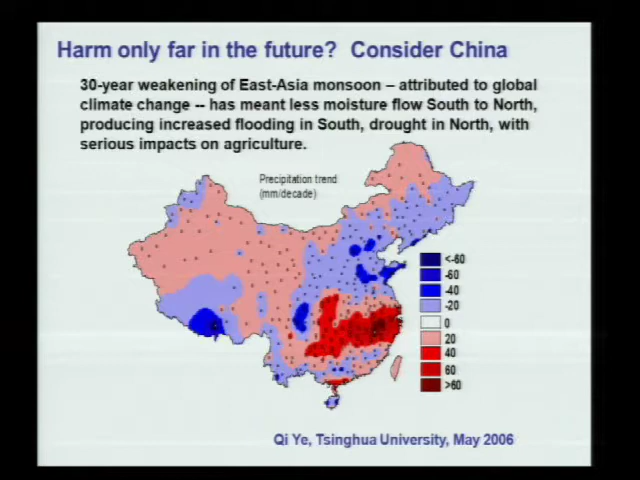 Harm only far in the future? Consider China
30-year weakening of East-Asia monsoon – attributed to global
climate change -- has meant less moisture flow South to North,
producing increased flooding in South, drought in North, with
serious impacts on agriculture.
Precipitation trend
(mm/decade)
<-60
-60
-40
-20
0
20
40
60
>60
Qi Ye, Tsinghua University, May 2006